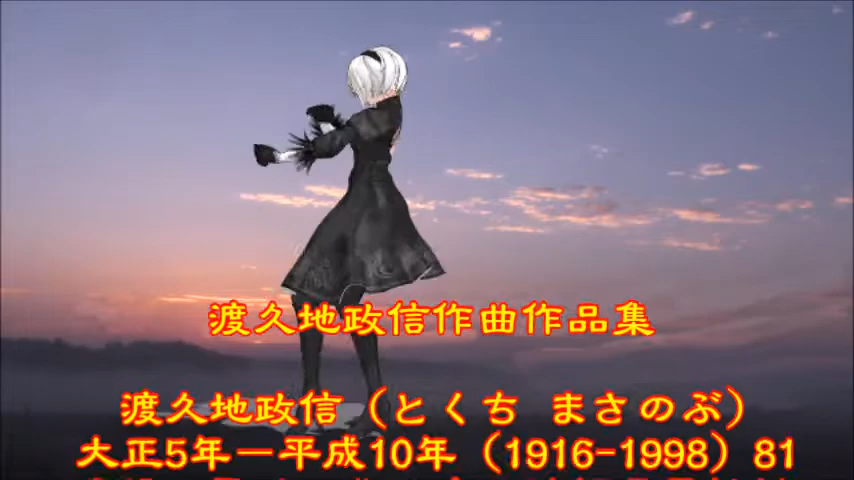 渡久地政信作曲作品集
渡久地政信（とくち まさのぶ）
大正5年－平成10年（1916-1998）81